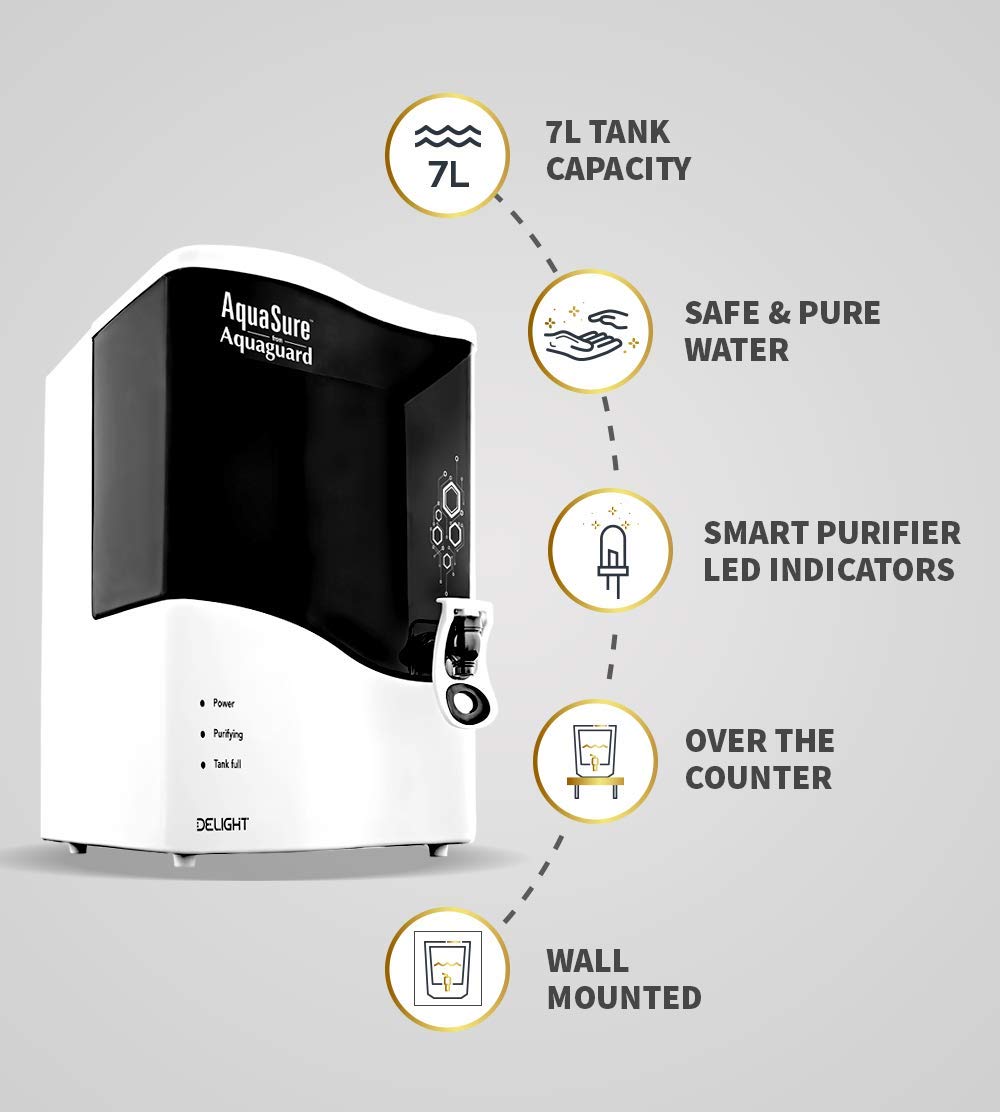 7L
7L TANK
CAPACITY
SAFE & PURE
WATER
AquaSure™
from
Aquaguard
SMART PURIFIER
LED INDICATORS
Power
Purifying
Tank full
DELIGHT
OVER THE
COUNTER
WALL
MOUNTED